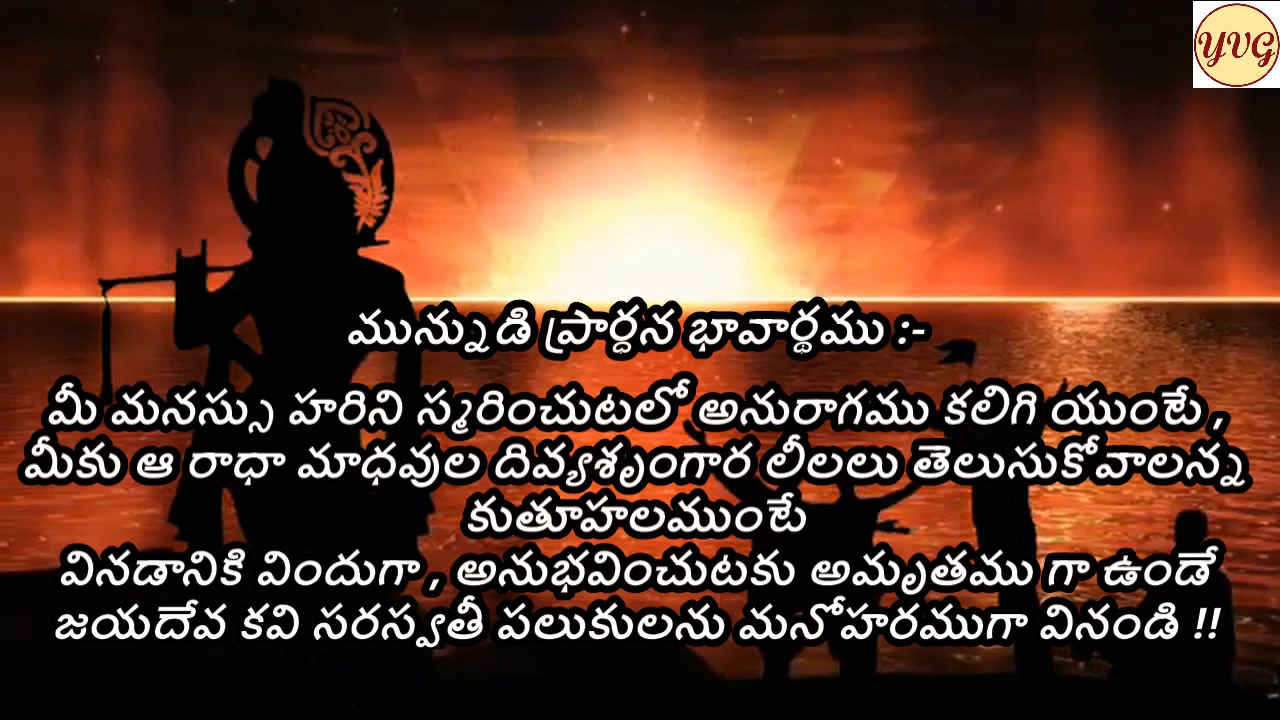 YVG
మున్నుడి ప్రార్ధన భావార్థము :-
మీ మనస్సు హరిని స్మరించుటలో అనురాగము కలిగి యుంటే ,
మీకు ఆ రాధా మాధవుల దివ్యశృంగార లీలలు తెలుసుకోవాలన్న
కుతూహలముంటే
వినడానికి విందుగా , అనుభవించుటకు అమృతము గా ఉండే
జయదేవ కవి సరస్వతీ పలుకులను మనోహరముగా వినండి !!